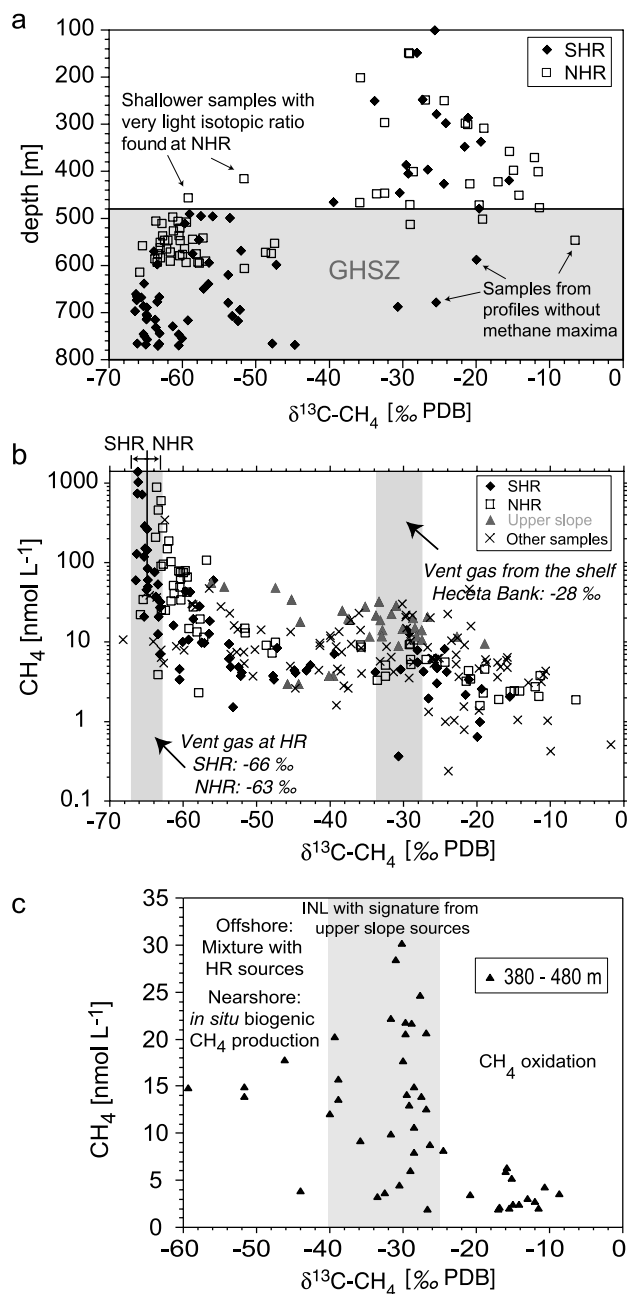 a
100
200
300
400
500
600
700
800
depth [m]
SHR
NHR
Shallower samples with
very light isotopic ratio
found at NHR
GHSZ
Samples from
profiles without
methane maxima
-70 -60 -50 -40 -30 -20 -10 0
δ13C-CH4 [‰ PDB]
b
SHR NHR
1000
100
10
1
0.1
CH4 [nmol L-1]
SHR
NHR
Upper slope
Other samples
Vent gas from the shelf
Heceta Bank: -28 ‰
Vent gas at HR
SHR: -66 ‰
NHR: -63 ‰
-70 -60 -50 -40 -30 -20 -10 0
δ13C-CH4 [‰ PDB]
c
35
30
25
20
15
10
5
0
CH4 [nmol L-1]
Offshore:
Mixture with
HR sources
Nearshore:
in situ biogenic
CH4 production
INL with signature from
upper slope sources
380 - 480 m
CH4 oxidation
-60 -50 -40 -30 -20 -10 0
δ13C-CH4 [‰ PDB]